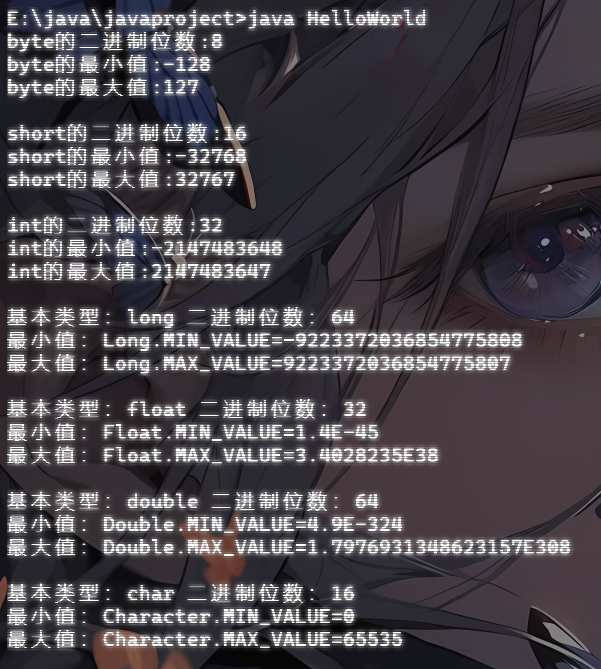 E:\java\javaproject>java HelloWorld
byte的二进制位数:8
byte的最小值:-128
byte的最大值:127
short的二进制位数:16
short的最小值:-32768
short的最大值:32767
int的二进制位数:32
int的最小值:-2147483648
int的最大值:2147483647
基本类型: long 二进制位数: 64
最小值: Long.MIN_VALUE=-9223372036854775808
最大值: Long.MAX_VALUE=9223372036854775807
基本类型: float 二进制位数: 32
最小值: Float.MIN_VALUE=1.4E-45
最大值: Float.MAX_VALUE=3.4028235E38
基本类型: double 二进制位数: 64
最小值: Double.MIN_VALUE=4.9E-324
最大值: Double.MAX_VALUE=1.7976931348623157E308
基本类型: char 二进制位数: 16
最小值: Character.MIN_VALUE=0
最大值: Character.MAX_VALUE=65535